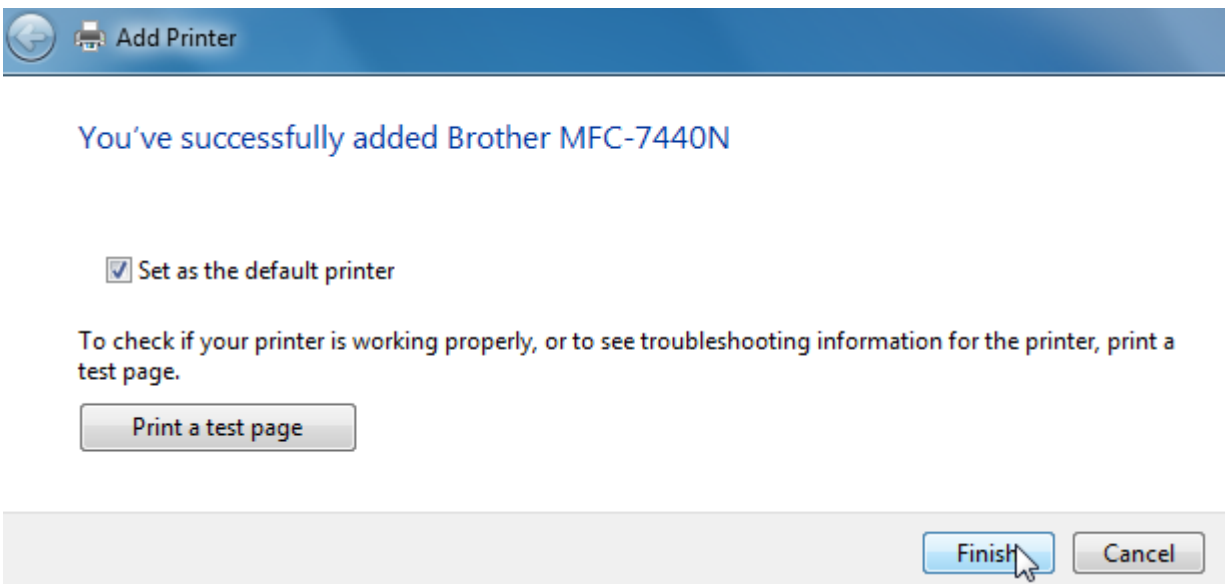 Add Printer
You've successfully added Brother MFC-7440N
Set as the default printer
To check if your printer is working properly, or to see troubleshooting information for the printer, print a
test page.
Print a test page
Finish
Cancel